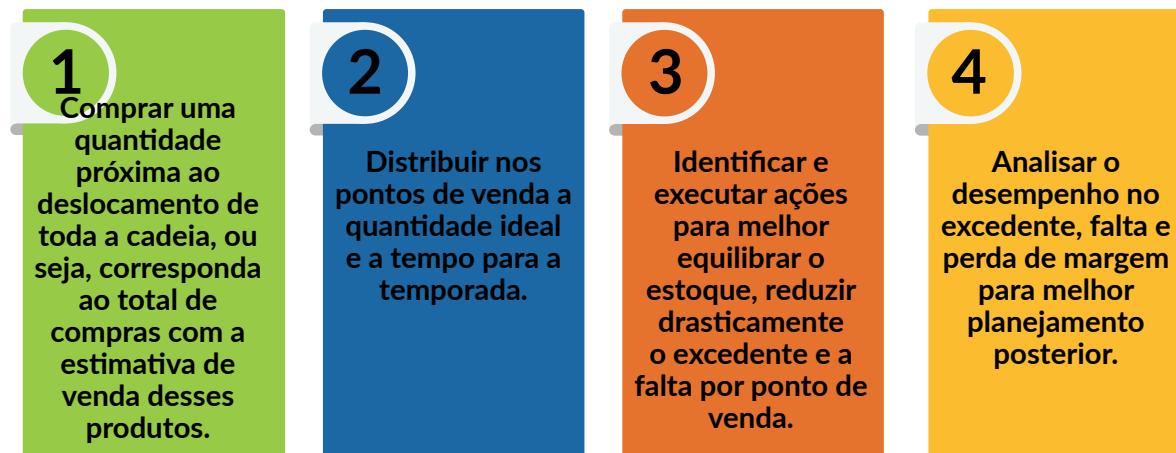 1
Comprar uma
quantidade
próxima ao
deslocamento de
toda a cadeia, ou
seja, corresponda
ao total de
compras com a
estimativa de
venda desses
produtos.
2
Distribuir nos
pontos de venda a
quantidade ideal
e a tempo para a
temporada.
3
Identificar e
executar ações
para melhor
equilibrar o
estoque, reduzir
drasticamente
o excedente e a
falta por ponto de
venda.
4
Analisar o
desempenho no
excedente, falta e
perda de margem
para melhor
planejamento
posterior.